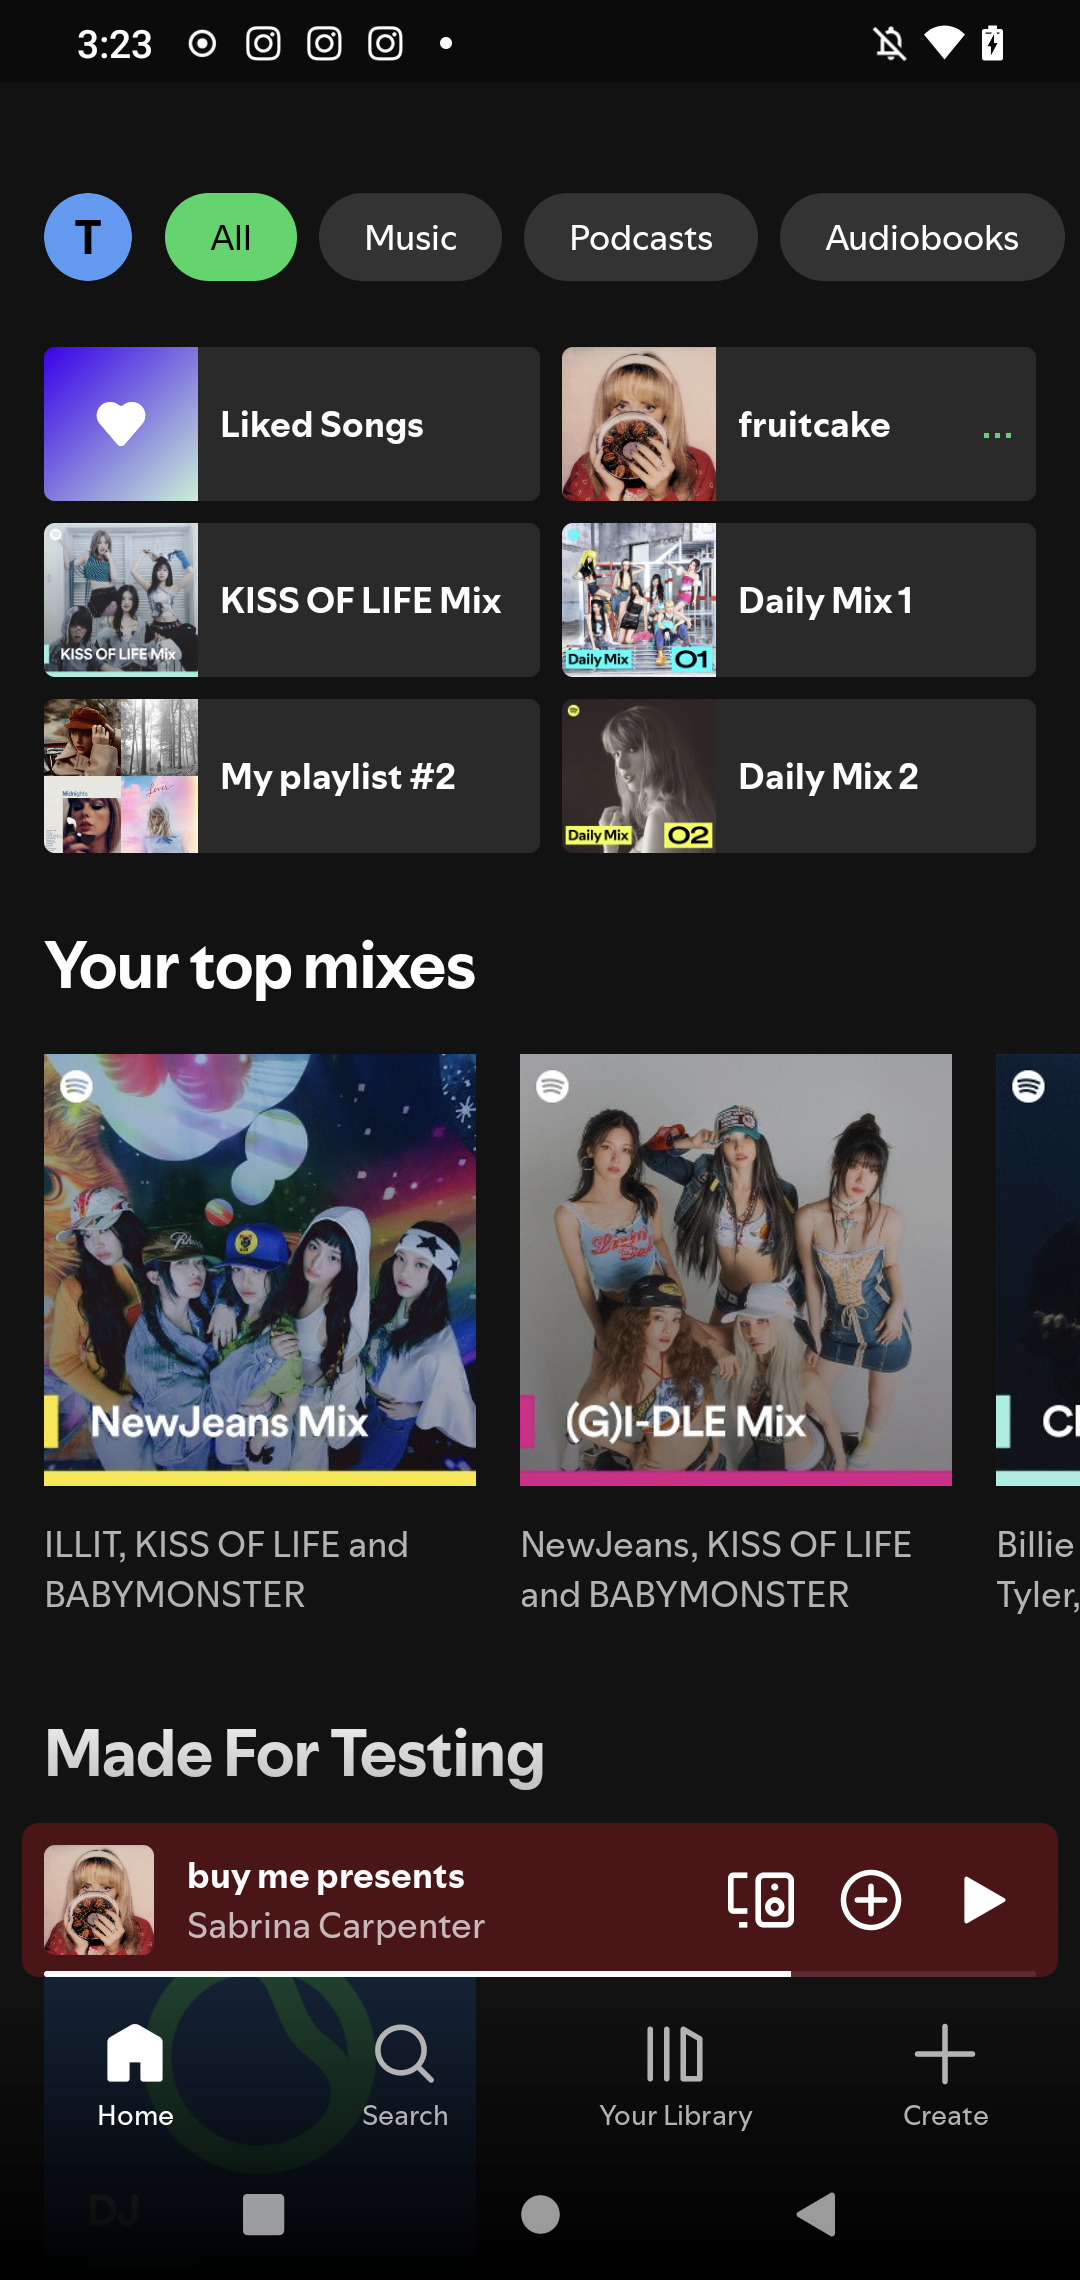 3:23
T
All
Music
Podcasts
Audiobooks
Liked Songs
fruitcake
KISS OF LIFE Mix
KISS OF LIFE Mix
Daily Mix
01
Daily Mix 1
Midnights
Lover
My playlist #2
Daily Mix
02
Daily Mix 2
Your top mixes
NewJeans Mix
(G)I-DLE Mix
ILLIT, KISS OF LIFE and
BABYMONSTER
NewJeans, KISS OF LIFE
and BABYMONSTER
Billie
Tyler,
Made For Testing
buy me presents
Sabrina Carpenter
Home
Search
Your Library
Create
DJ